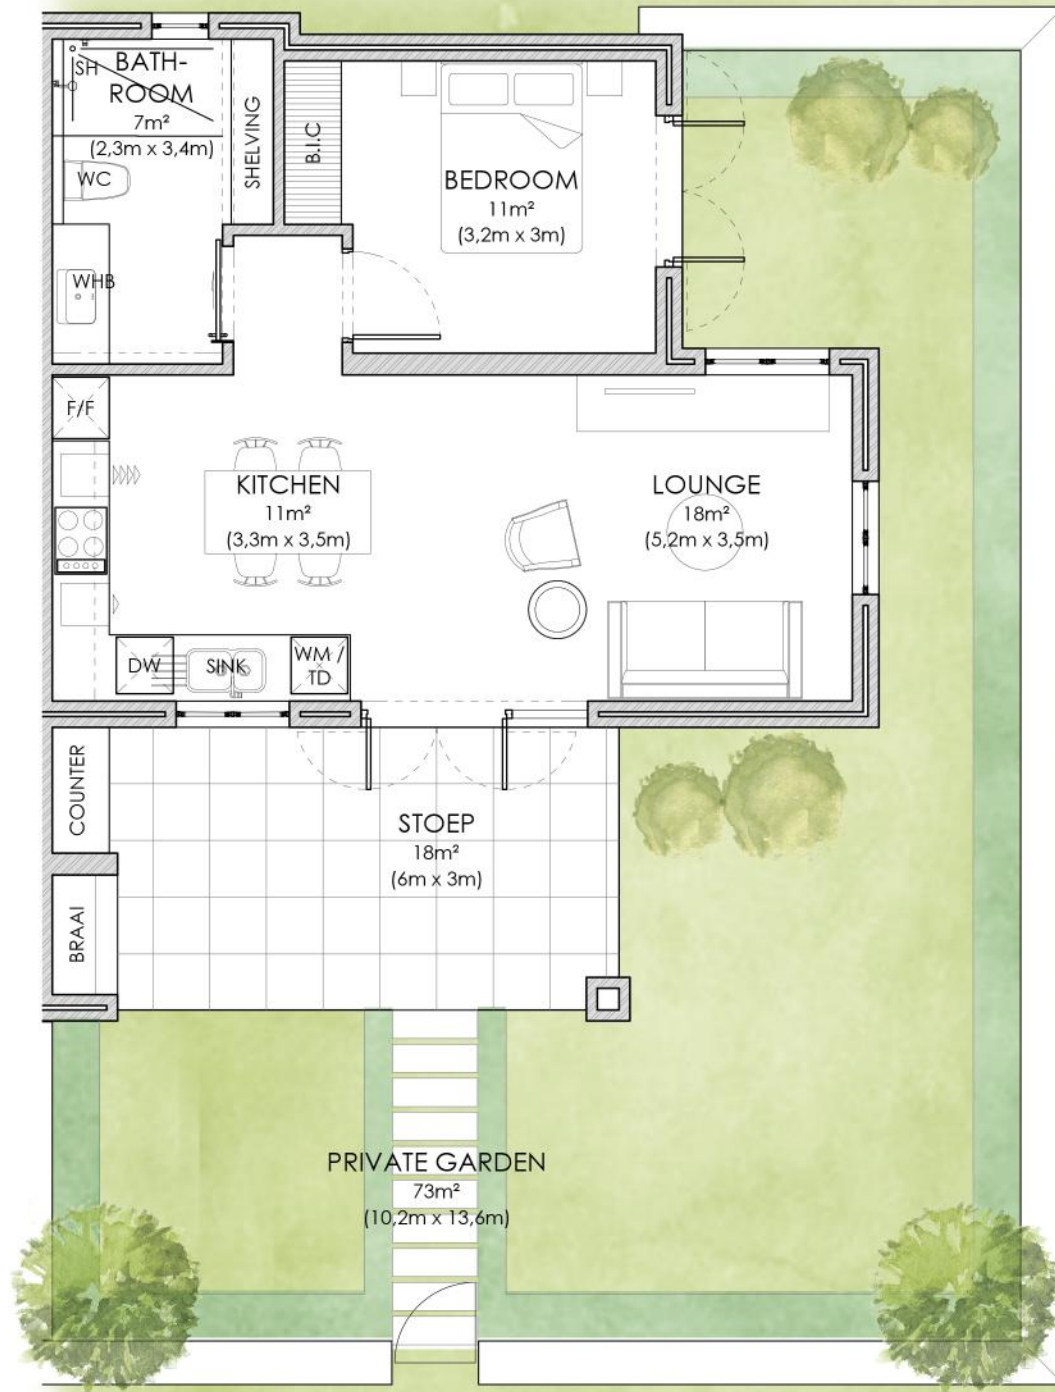 SH
BATH-
ROOM
7m²
(2,3m x 3,4m)
WC
WHB
SHELVING
B.I.C
BEDROOM
11m²
(3,2m x 3m)
F/F
KITCHEN
11m²
(3,3m x 3,5m)
LOUNGE
18m²
(5,2m x 3,5m)
DW
SINK
WM /
TD
COUNTER
STOEP
18m²
(6m x 3m)
BRAAI
PRIVATE GARDEN
73m²
(10,2m x 13,6m)